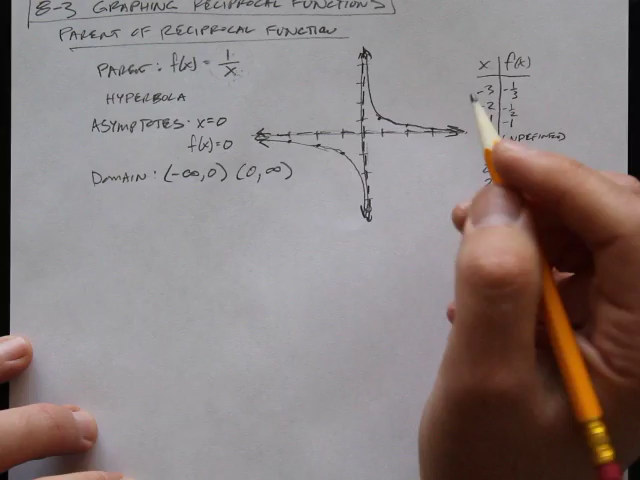 8-3 GRAPHING RECIPROCAL FUNCTIONS
PARENT OF RECIPROCAL FUNCTION
PARENT: f(x) = 1/x
HYPERBOLA
ASYMPTOTES: x=0
f(x)=0
DOMAIN: (-∞,0) (0,∞)
x f(x)
-3 -1/3
-2 -1/2
-1
UNDEFINED